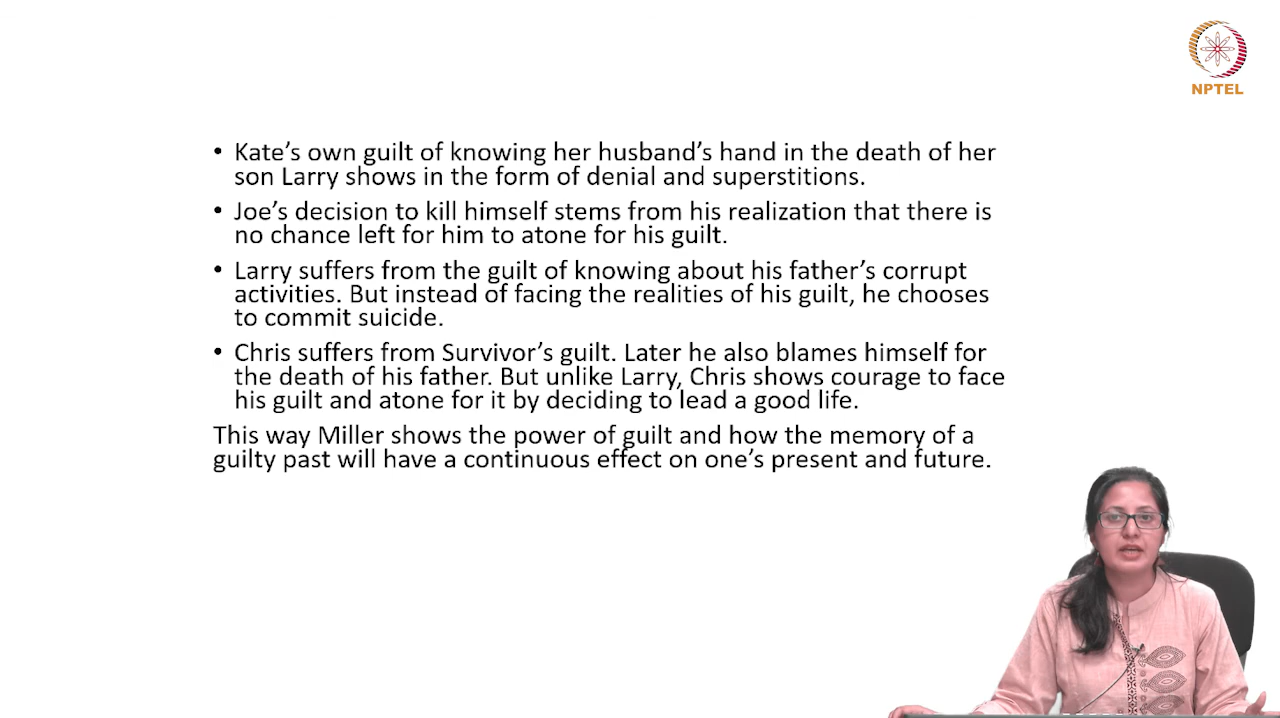 NPTEL
• Kate’s own guilt of knowing her husband’s hand in the death of her
son Larry shows in the form of denial and superstitions.
• Joe’s decision to kill himself stems from his realization that there is
no chance left for him to atone for his guilt.
• Larry suffers from the guilt of knowing about his father’s corrupt
activities. But instead of facing the realities of his guilt, he chooses
to commit suicide.
• Chris suffers from Survivor’s guilt. Later he also blames himself for
the death of his father. But unlike Larry, Chris shows courage to face
his guilt and atone for it by deciding to lead a good life.
This way Miller shows the power of guilt and how the memory of a
guilty past will have a continuous effect on one’s present and future.